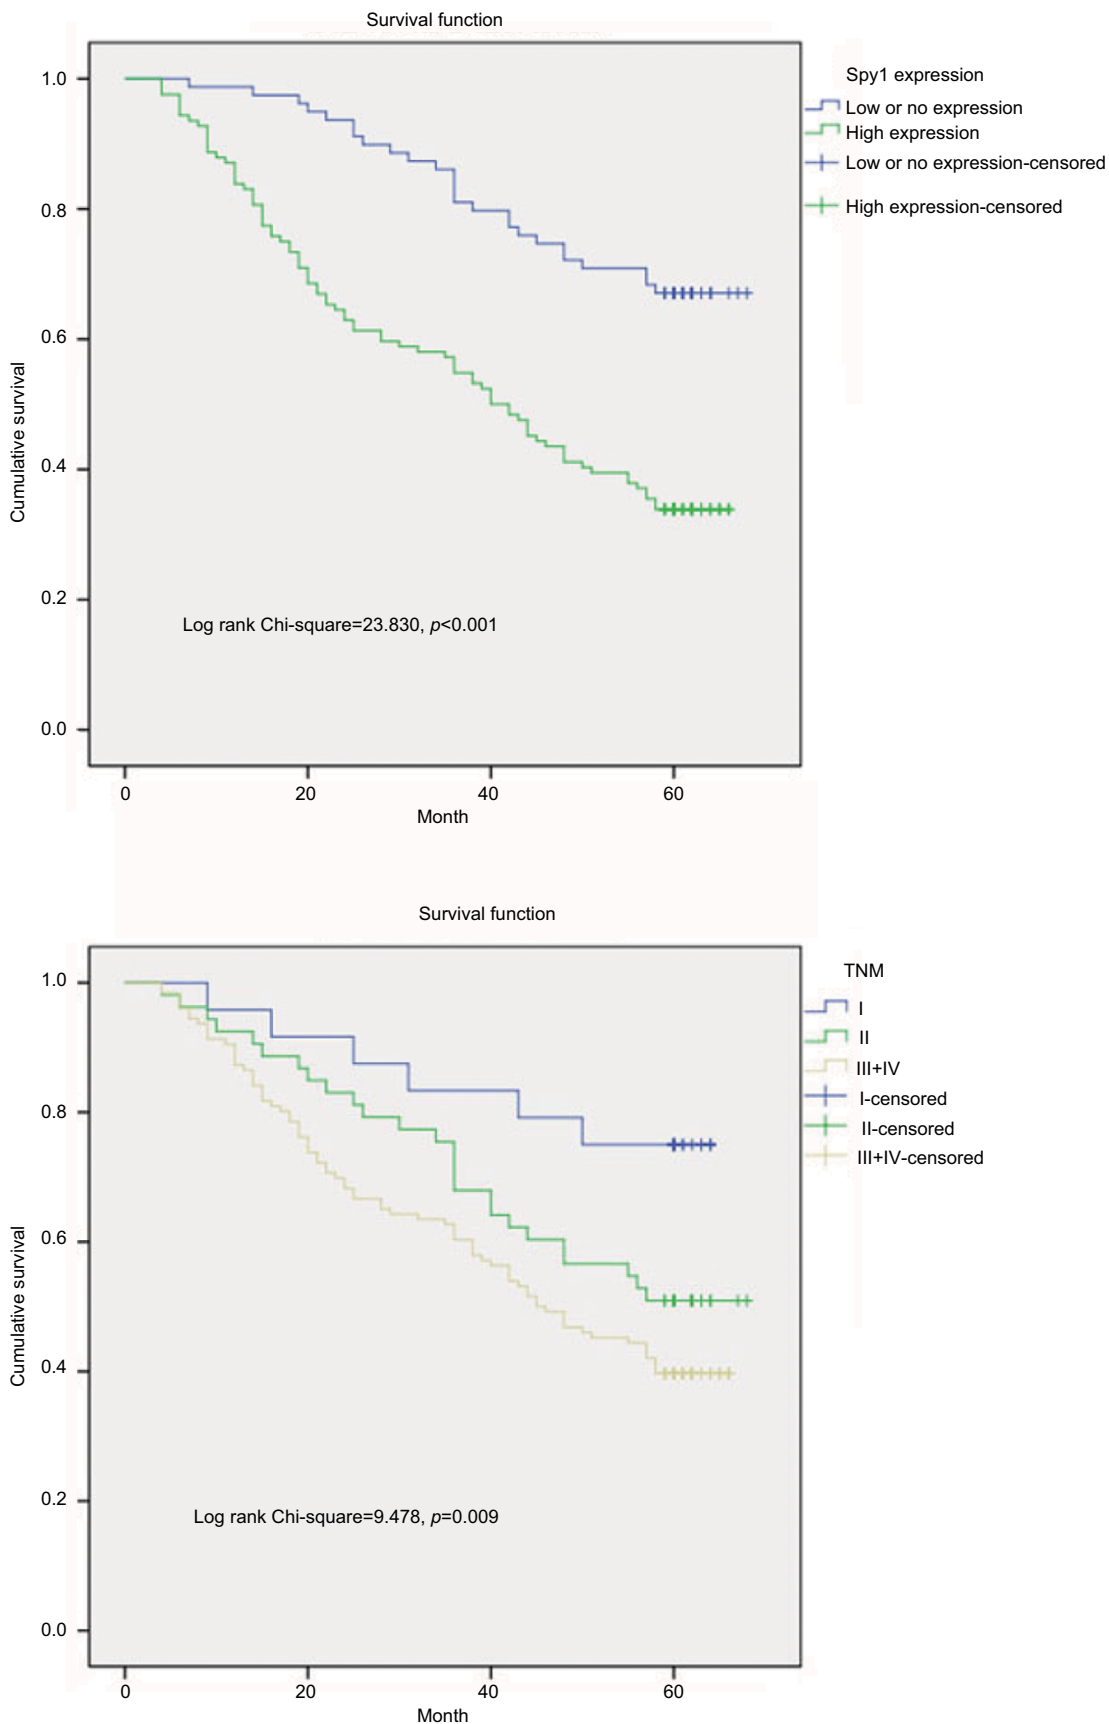 Survival function
Cumulative survival
1.0
0.8
0.6
0.4
0.2
0.0
Log rank Chi-square=23.830, p<0.001
0 20 40 60
Month
Spy1 expression
Low or no expression
High expression
Low or no expression-censored
High expression-censored
Survival function
Cumulative survival
1.0
0.8
0.6
0.4
0.2
0.0
Log rank Chi-square=9.478, p=0.009
0 20 40 60
Month
TNM
I
II
III+IV
I-censored
II-censored
III+IV-censored